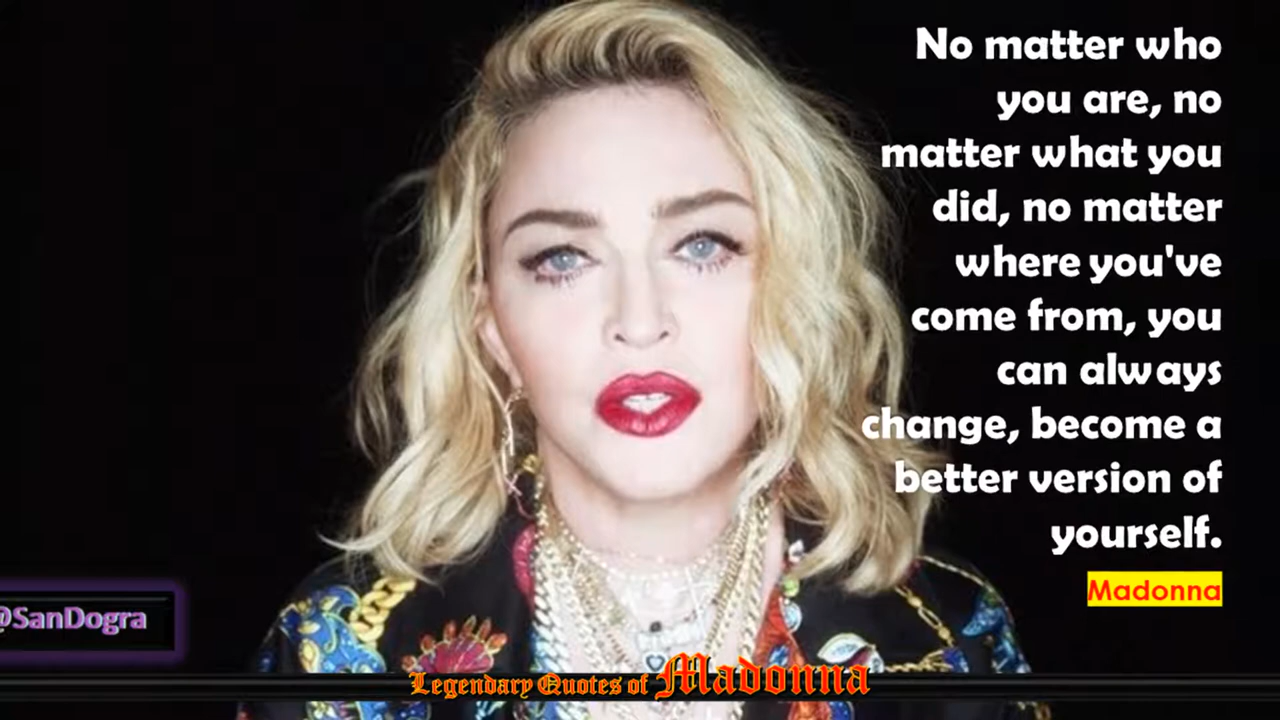 No matter who
you are, no
matter what you
did, no matter
where you've
come from, you
can always
change, become a
better version of
yourself.
Madonna
@SanDogra
Legendary Quotes of Madonna